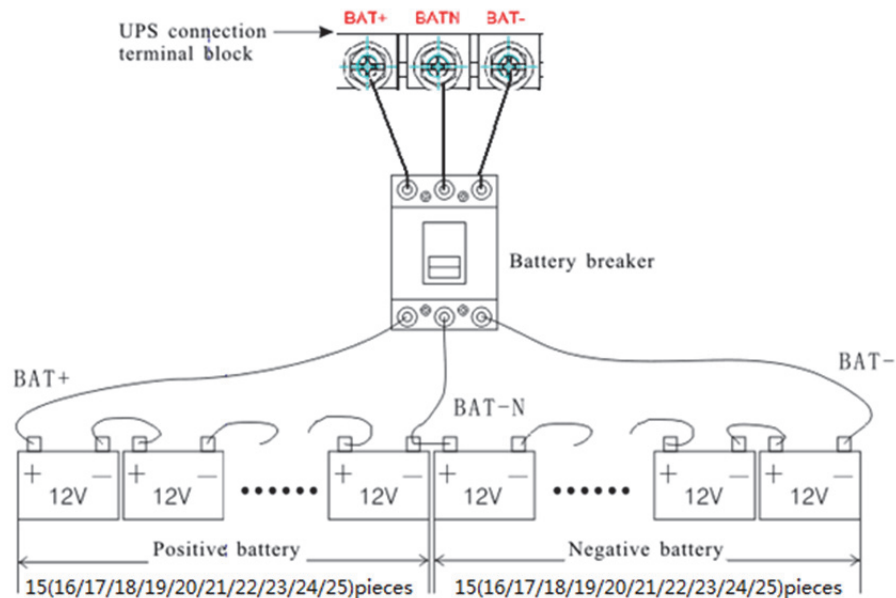 BAT+ BATN BAT-
UPS connection
terminal block
Battery breaker
BAT+
BAT-
BAT-N
+ — + — + — + — + — + —
12V 12V 12V 12V 12V 12V
Positive battery Negative battery
15(16/17/18/19/20/21/22/23/24/25)pieces 15(16/17/18/19/20/21/22/23/24/25)pieces